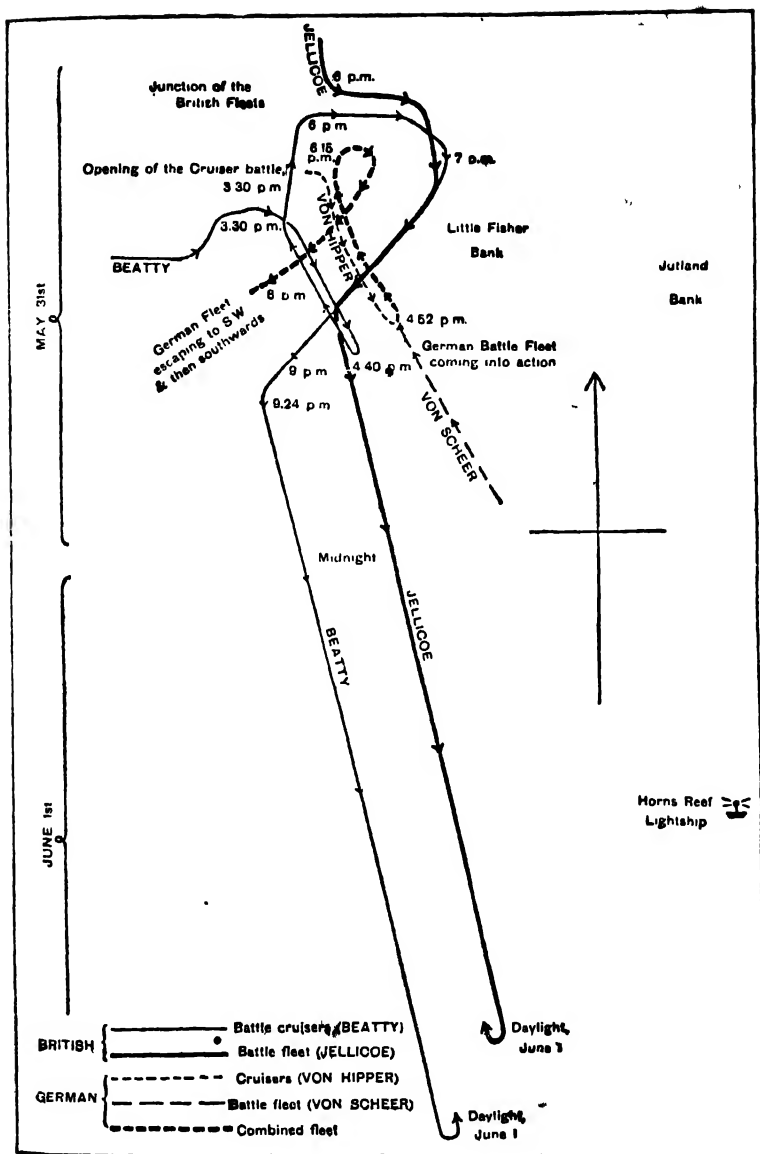 JELLICOE
6 p.m.
Junction of the
British Fleets
6 p m
6 15
p.m.
7 p.m.
Opening of the Cruiser battle,
3 30 p m
VON HIPPER
3.30 p m.
BEATTY
Little Fisher
Bank
Jutland
Bank
MAY 31st
8 p m
German Fleet
escaping to S W
& then southwards
4 52 p m.
German Battle Fleet
coming into action
9 p m
4 40 p m
9.24 p m
VON SCHEER
Midnight
BEATTY
JELLICOE
JUNE 1st
Horns Reef
Lightship
BRITISH
Battle cruisers (BEATTY)
Battle fleet (JELLICOE)
GERMAN
Cruisers (VON HIPPER)
Battle fleet (VON SCHEER)
Combined fleet
Daylight,
June 1
Daylight,
June 1